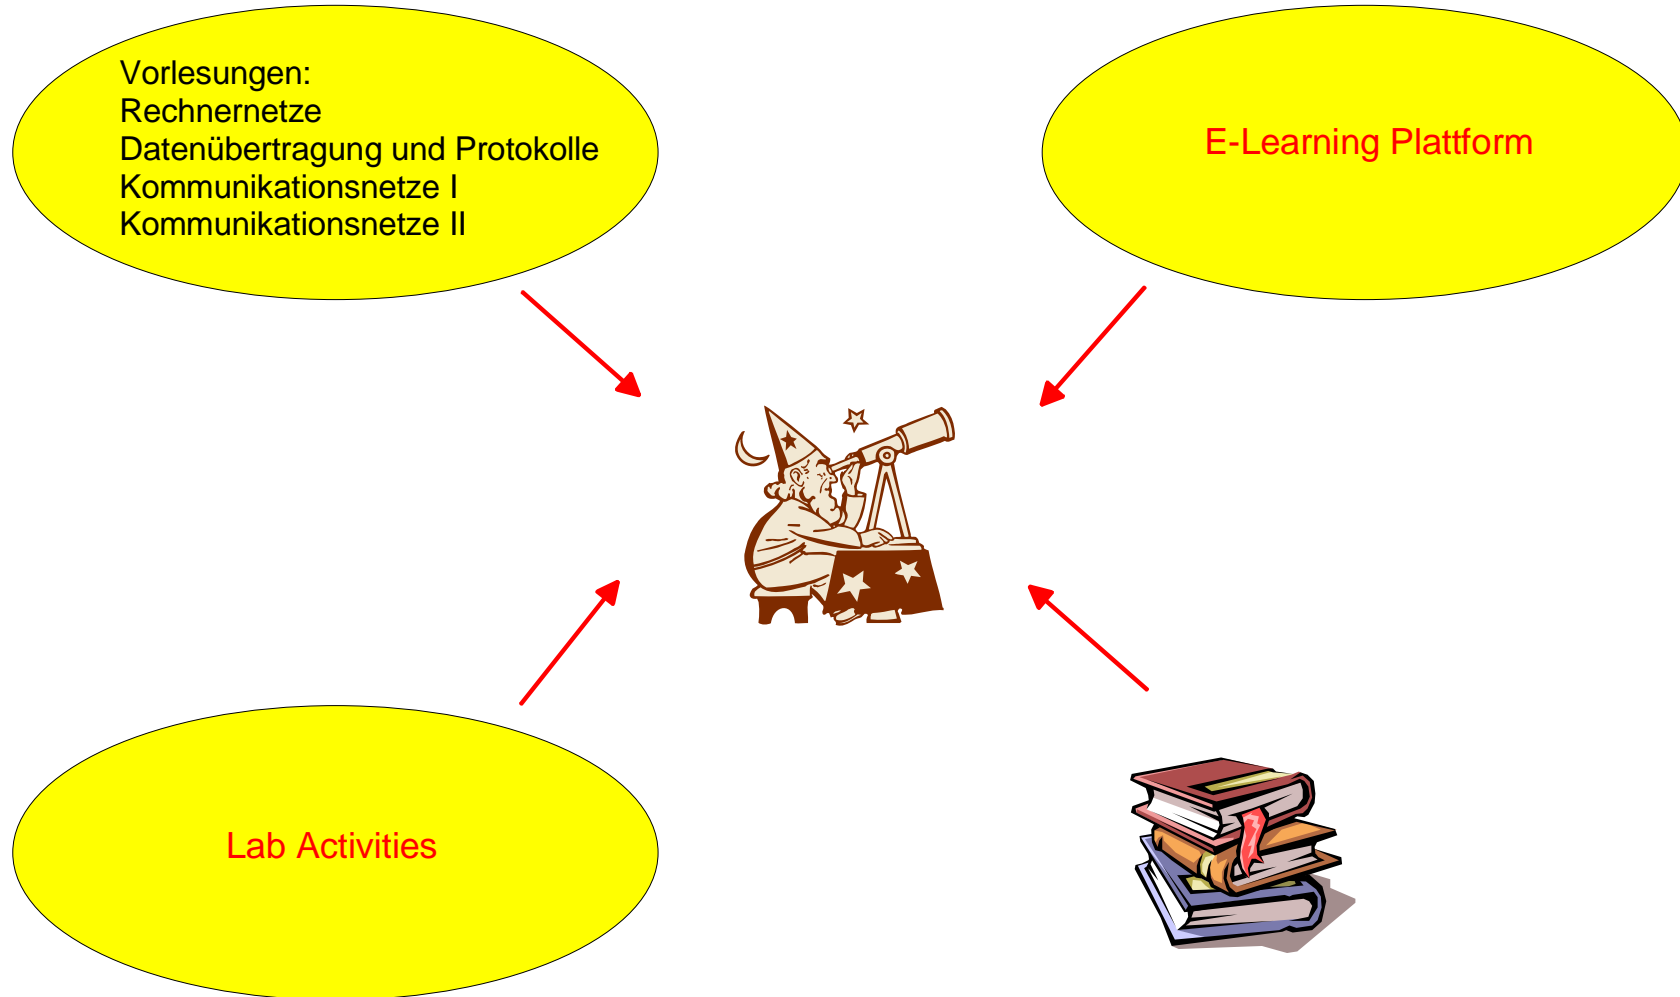 Vorlesungen:
Rechnernetze
Datenübertragung und Protokolle
Kommunikationsnetze I
Kommunikationsnetze II
E-Learning Plattform
Lab Activities